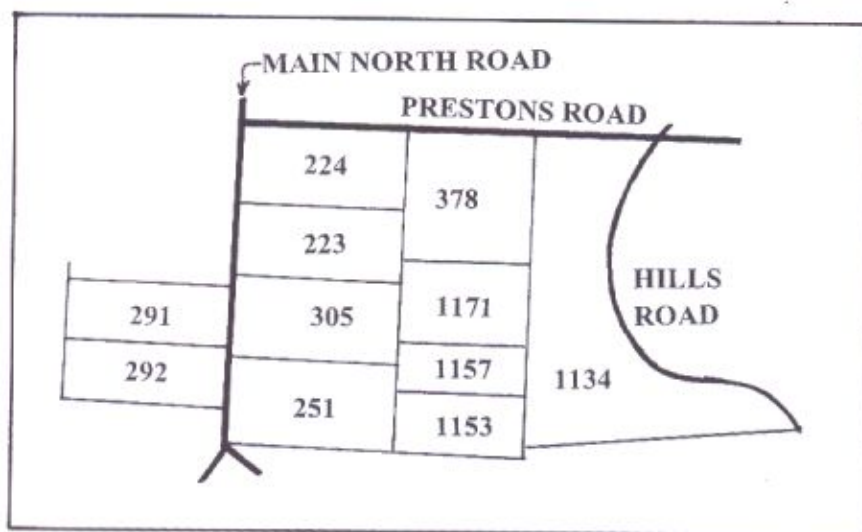 MAIN NORTH ROAD
PRESTONS ROAD
224
378
223
HILLS
ROAD
291
305
1171
292
1157
1134
251
1153